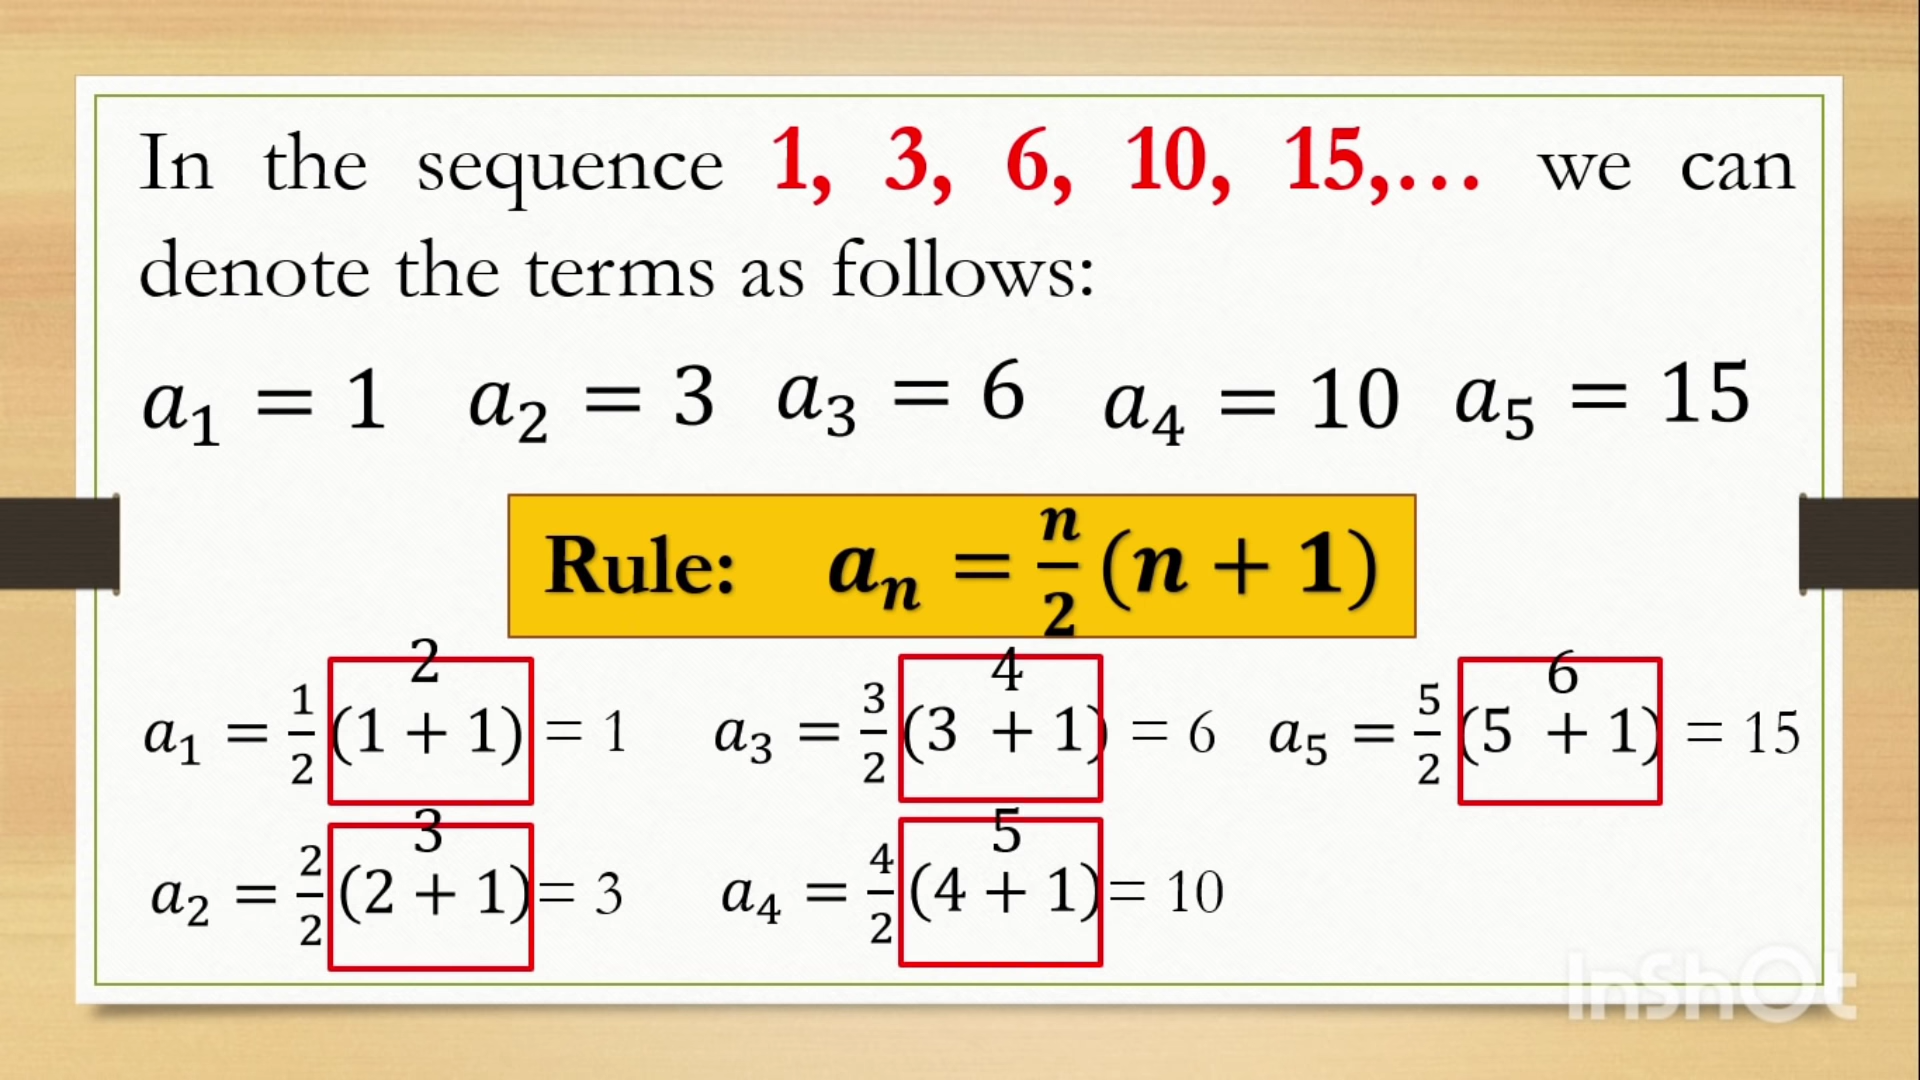 In the sequence 1, 3, 6, 10, 15,... we can
denote the terms as follows:
a₁ = 1 a₂ = 3 a₃ = 6 a₄ = 10 a₅ = 15
Rule: aₙ = n/2 (n + 1)
2 4 6
a₁ = 1/2 (1 + 1) = 1 a₃ = 3/2 (3 + 1) = 6 a₅ = 5/2 (5 + 1) = 15
3 5
a₂ = 2/2 (2 + 1) = 3 a₄ = 4/2 (4 + 1) = 10
InShOt